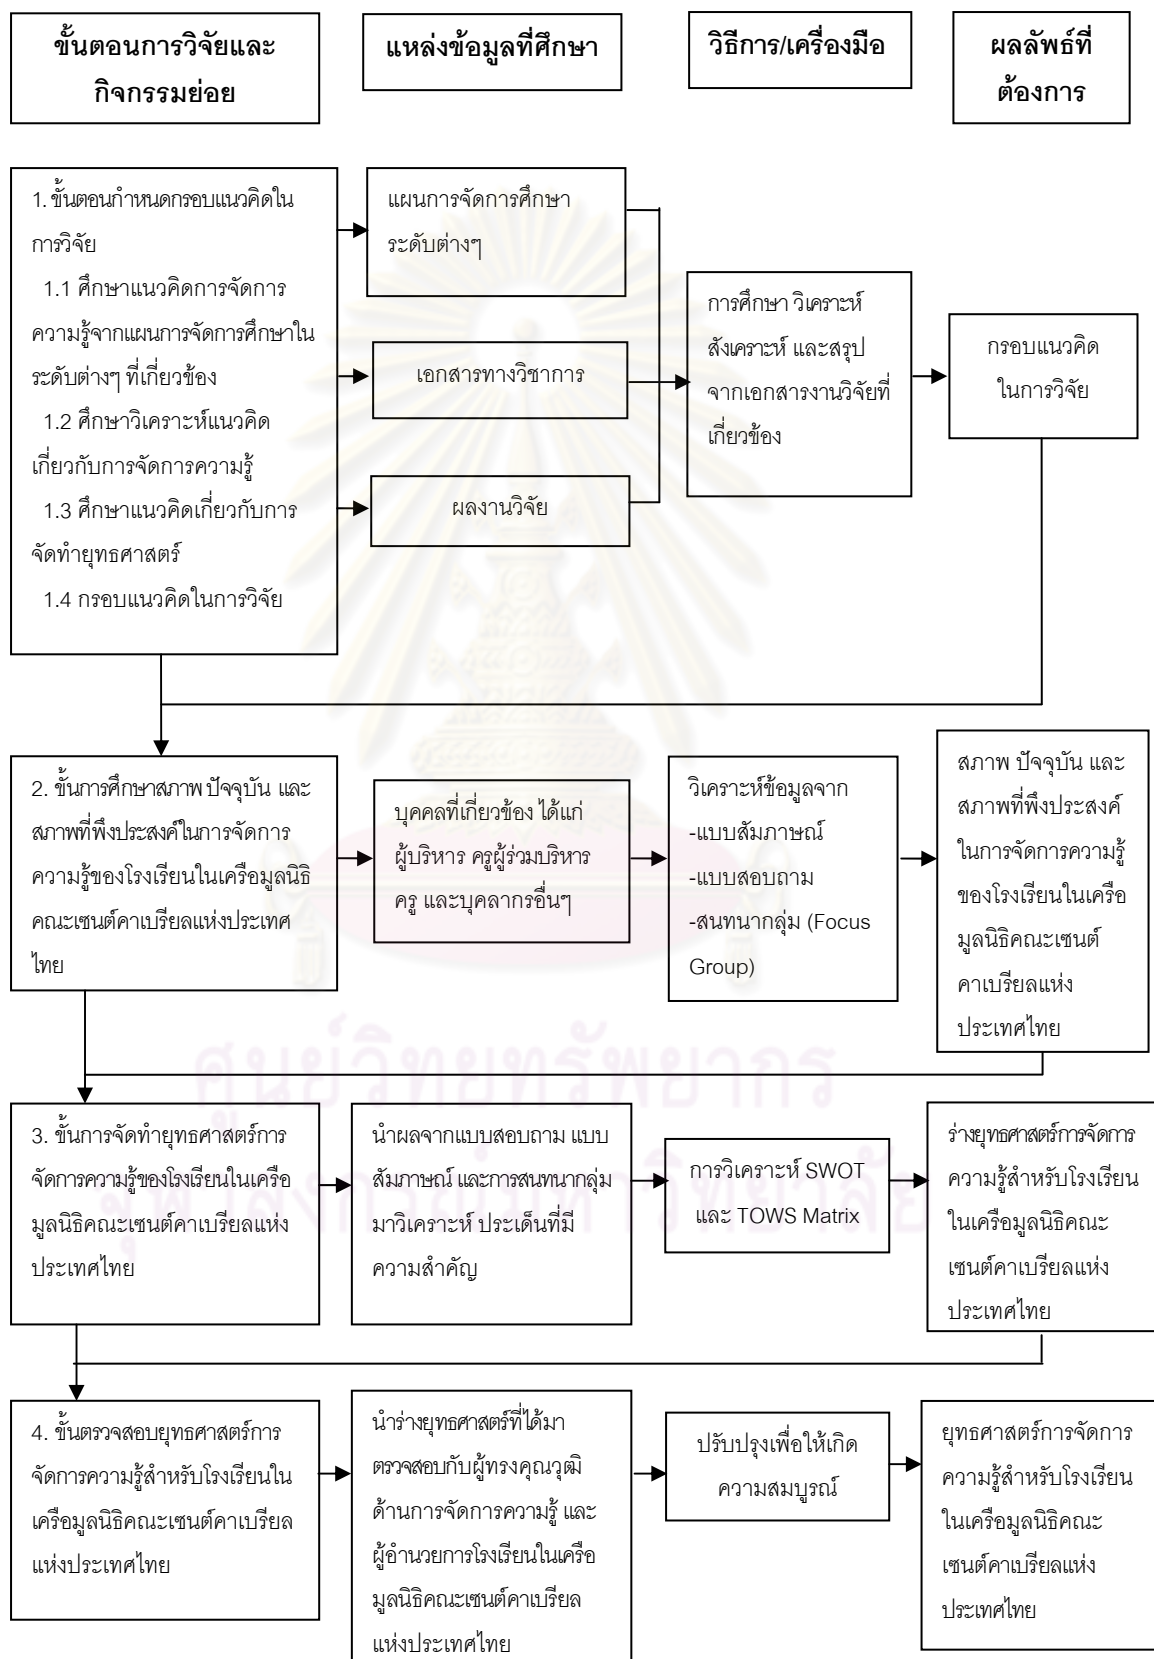 ขั้นตอนการวิจัยและ
กิจกรรมย่อย
แหล่งข้อมูลที่ศึกษา
วิธีการ/เครื่องมือ
ผลลัพธ์ที่
ต้องการ
1. ขั้นตอนกำหนดกรอบแนวคิดใน
การวิจัย
1.1 ศึกษาแนวคิดการจัดการ
ความรู้จากแผนการจัดการศึกษาใน
ระดับต่างๆ ที่เกี่ยวข้อง
1.2 ศึกษาวิเคราะห์แนวคิด
เกี่ยวกับการจัดการความรู้
1.3 ศึกษาแนวคิดเกี่ยวกับการ
จัดทำยุทธศาสตร์
1.4 กรอบแนวคิดในการวิจัย
แผนการจัดการศึกษา
ระดับต่างๆ
เอกสารทางวิชาการ
ผลงานวิจัย
การศึกษา วิเคราะห์
สังเคราะห์ และสรุป
จากเอกสารงานวิจัยที่
เกี่ยวข้อง
กรอบแนวคิด
ในการวิจัย
2. ขั้นการศึกษาสภาพ ปัจจุบัน และ
สภาพที่พึงประสงค์ในการจัดการ
ความรู้ของโรงเรียนในเครือมูลนิธิ
คณะเซนต์คาเบรียลแห่งประเทศ
ไทย
บุคคลที่เกี่ยวข้อง ได้แก่
ผู้บริหาร ครูผู้ร่วมบริหาร
ครู และบุคลากรอื่นๆ
วิเคราะห์ข้อมูลจาก
-แบบสัมภาษณ์
-แบบสอบถาม
-สนทนากลุ่ม (Focus
Group)
สภาพ ปัจจุบัน และ
สภาพที่พึงประสงค์
ในการจัดการความรู้
ของโรงเรียนในเครือ
มูลนิธิคณะเซนต์
คาเบรียลแห่ง
ประเทศไทย
3. ขั้นการจัดทำยุทธศาสตร์การ
จัดการความรู้ของโรงเรียนในเครือ
มูลนิธิคณะเซนต์คาเบรียลแห่ง
ประเทศไทย
นำผลจากแบบสอบถาม แบบ
สัมภาษณ์ และการสนทนากลุ่ม
มาวิเคราะห์ ประเด็นที่มี
ความสำคัญ
การวิเคราะห์ SWOT
และ TOWS Matrix
ร่างยุทธศาสตร์การจัดการ
ความรู้สำหรับโรงเรียน
ในเครือมูลนิธิคณะ
เซนต์คาเบรียลแห่ง
ประเทศไทย
4. ขั้นตรวจสอบยุทธศาสตร์การ
จัดการความรู้สำหรับโรงเรียนใน
เครือมูลนิธิคณะเซนต์คาเบรียล
แห่งประเทศไทย
นำร่างยุทธศาสตร์ที่ได้มา
ตรวจสอบกับผู้ทรงคุณวุฒิ
ด้านการจัดการความรู้ และ
ผู้อำนวยการโรงเรียนในเครือ
มูลนิธิคณะเซนต์คาเบรียล
แห่งประเทศไทย
ปรับปรุงเพื่อให้เกิด
ความสมบูรณ์
ยุทธศาสตร์การจัดการ
ความรู้สำหรับโรงเรียน
ในเครือมูลนิธิคณะ
เซนต์คาเบรียลแห่ง
ประเทศไทย
ศูนย์วิทยทรัพยากร
จุฬาลงกรณ์มหาวิทยาลัย